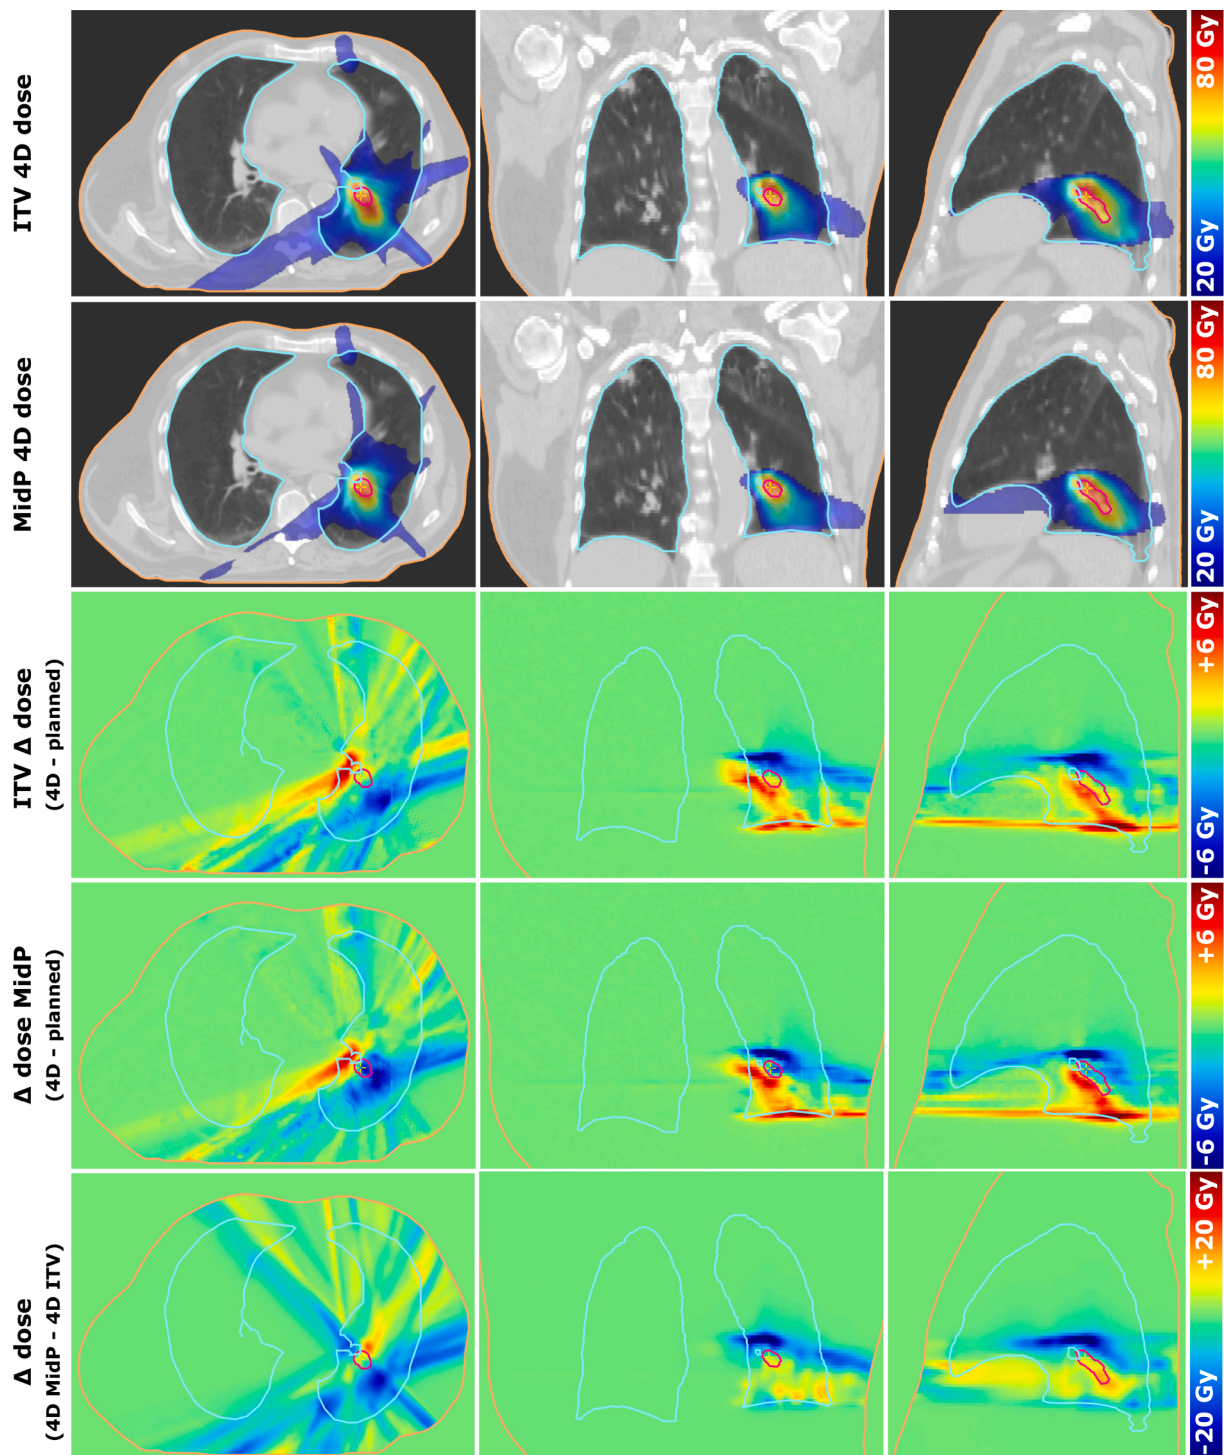 ITV 4D dose
20 Gy
80 Gy
MidP 4D dose
20 Gy
80 Gy
ITV Δ dose
(4D - planned)
-6 Gy
+6 Gy
Δ dose MidP
(4D - planned)
-6 Gy
+6 Gy
Δ dose
(4D MidP - 4D ITV)
-20 Gy
+20 Gy